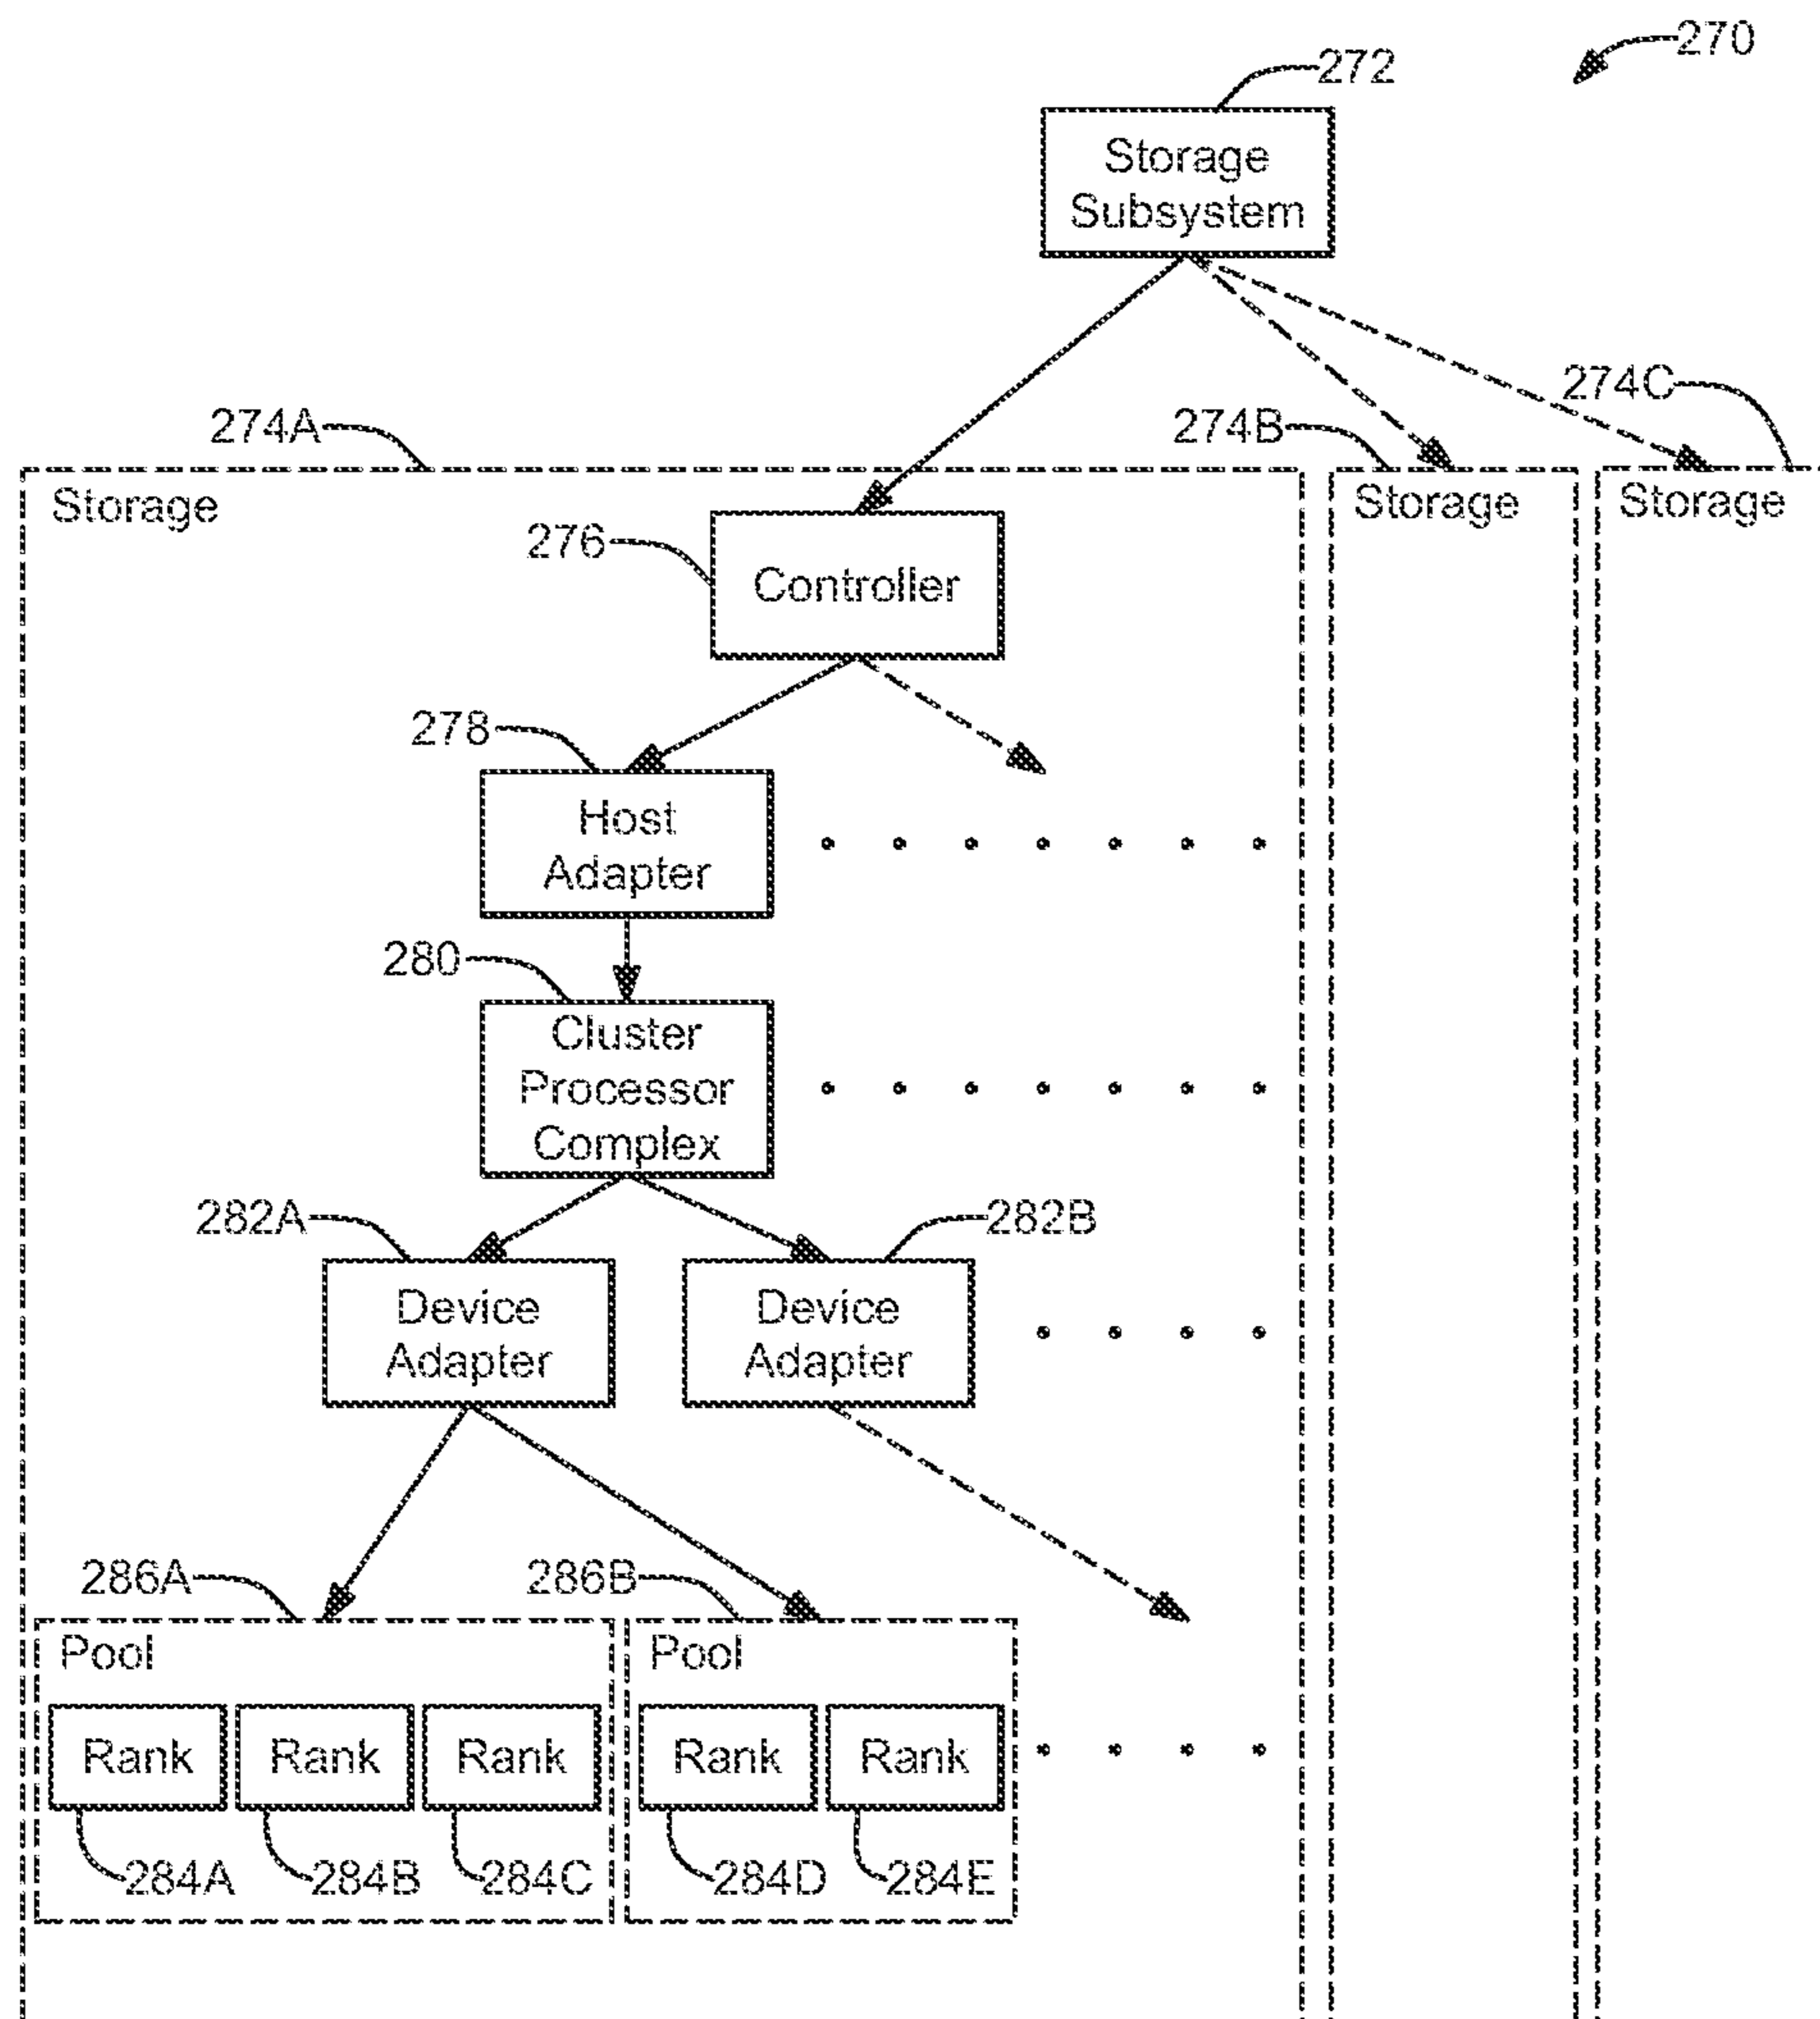 270
272
Storage
Subsystem
274A
274B
274C
Storage
Storage
Storage
276
Controller
278
Host
Adapter
280
Cluster
Processor
Complex
282A
282B
Device
Adapter
Device
Adapter
286A
286B
Pool
Pool
Rank
Rank
Rank
Rank
Rank
284A
284B
284C
284D
284E